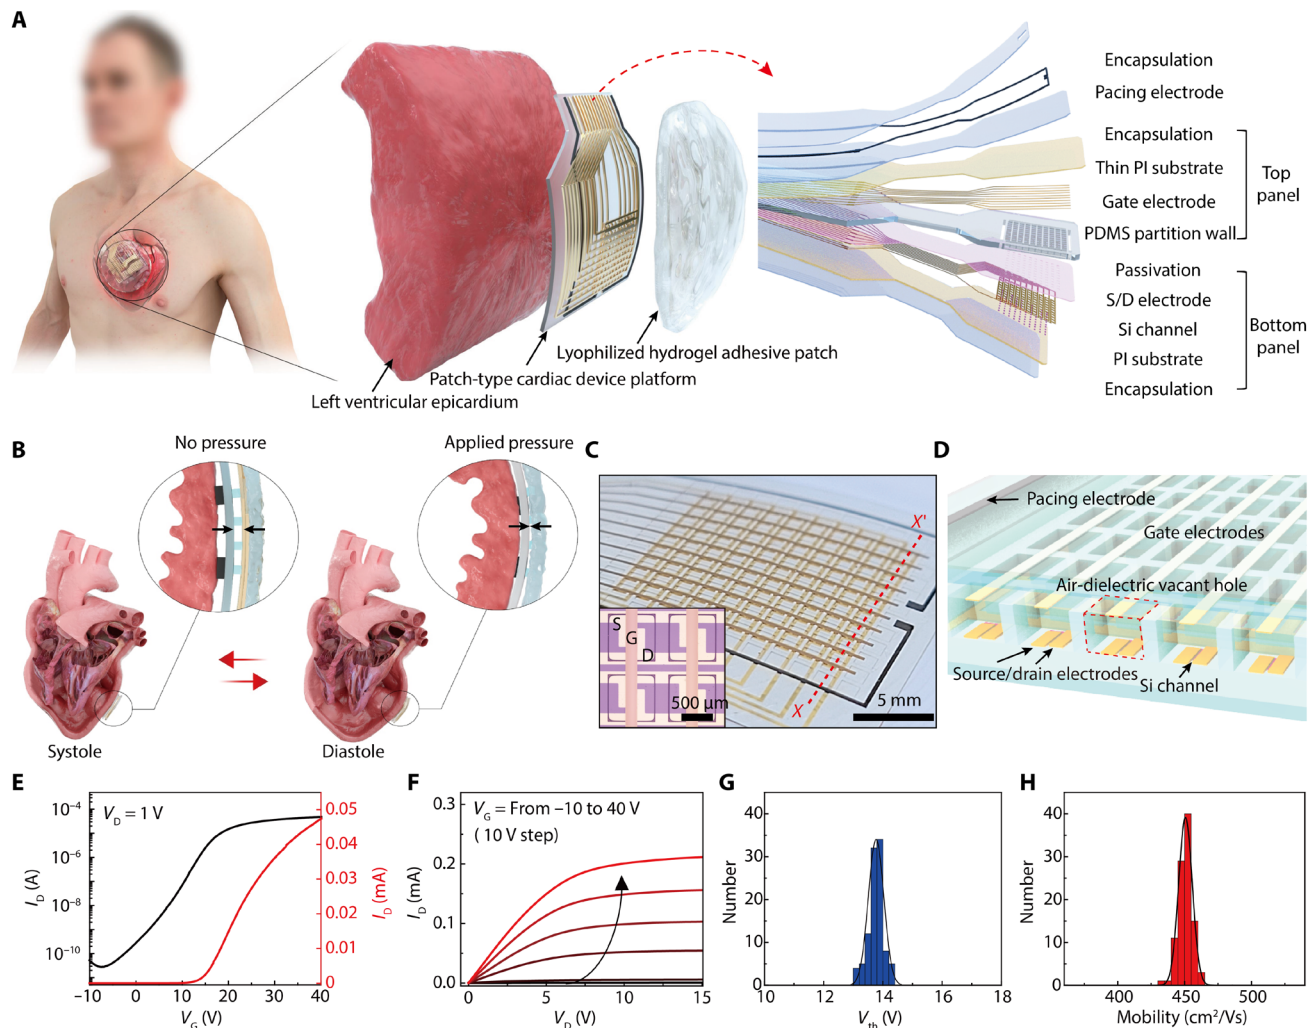 A
Encapsulation
Pacing electrode
Encapsulation
Thin PI substrate
Gate electrode
PDMS partition wall
Top
panel
Passivation
S/D electrode
Si channel
PI substrate
Encapsulation
Bottom
panel
Lyophilized hydrogel adhesive patch
Patch-type cardiac device platform
Left ventricular epicardium
B
No pressure
Applied pressure
Systole
Diastole
C
X'
X
S
G
D
500 µm
5 mm
D
Pacing electrode
Gate electrodes
Air-dielectric vacant hole
Source/drain electrodes
Si channel
E
V_D = 1 V
10⁻⁴
10⁻⁶
10⁻⁸
10⁻¹⁰
I_D (A)
0.05
0.04
0.03
0.02
0.01
0
I_D (mA)
−10 0 10 20 30 40
V_G (V)
F
V_G = From −10 to 40 V
( 10 V step)
0.3
0.2
0.1
0.0
I_D (mA)
0 5 10 15
V_D (V)
G
40
30
20
10
0
Number
10 12 14 16 18
V_th (V)
H
40
30
20
10
0
Number
400 450 500
Mobility (cm²/Vs)